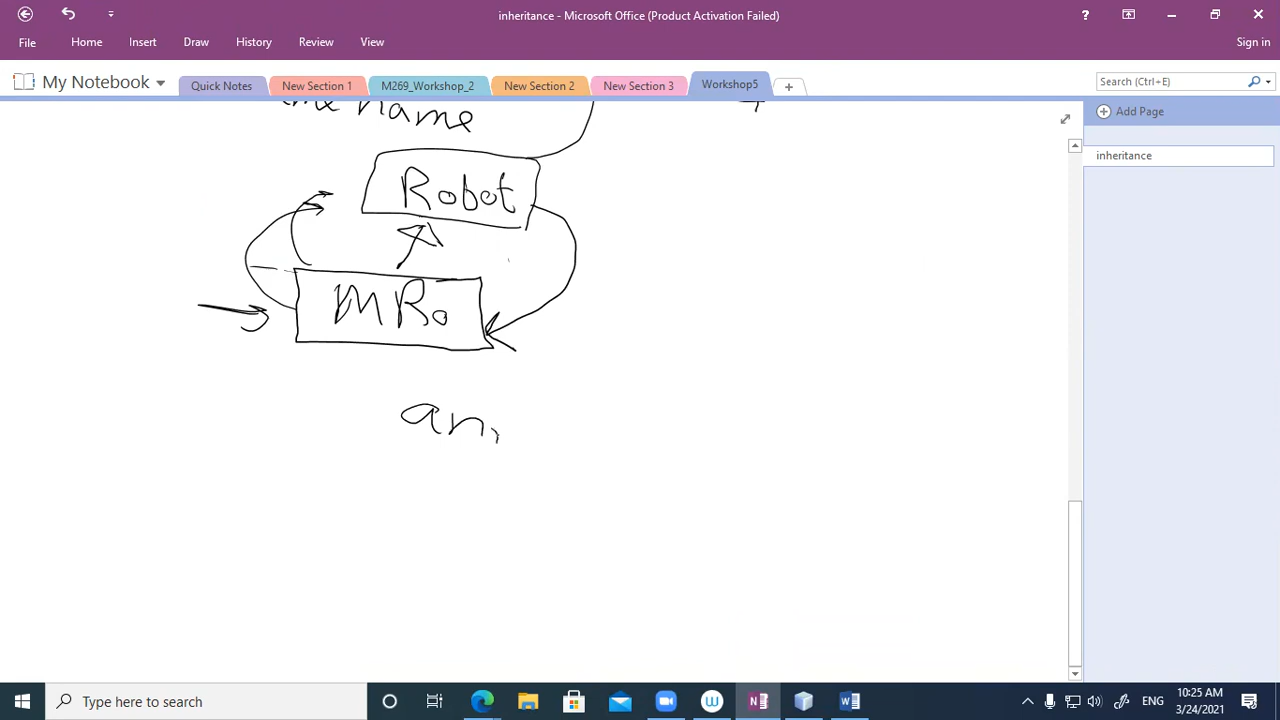 inheritance - Microsoft Office (Product Activation Failed)
?
File Home Insert Draw History Review View
Sign in
My Notebook
Quick Notes New Section 1 M269_Workshop_2 New Section 2 New Section 3 Workshop5 +
Search (Ctrl+E)
Add Page
inheritance
name
Robot
MRo
an
Type here to search
ENG
10:25 AM
3/24/2021